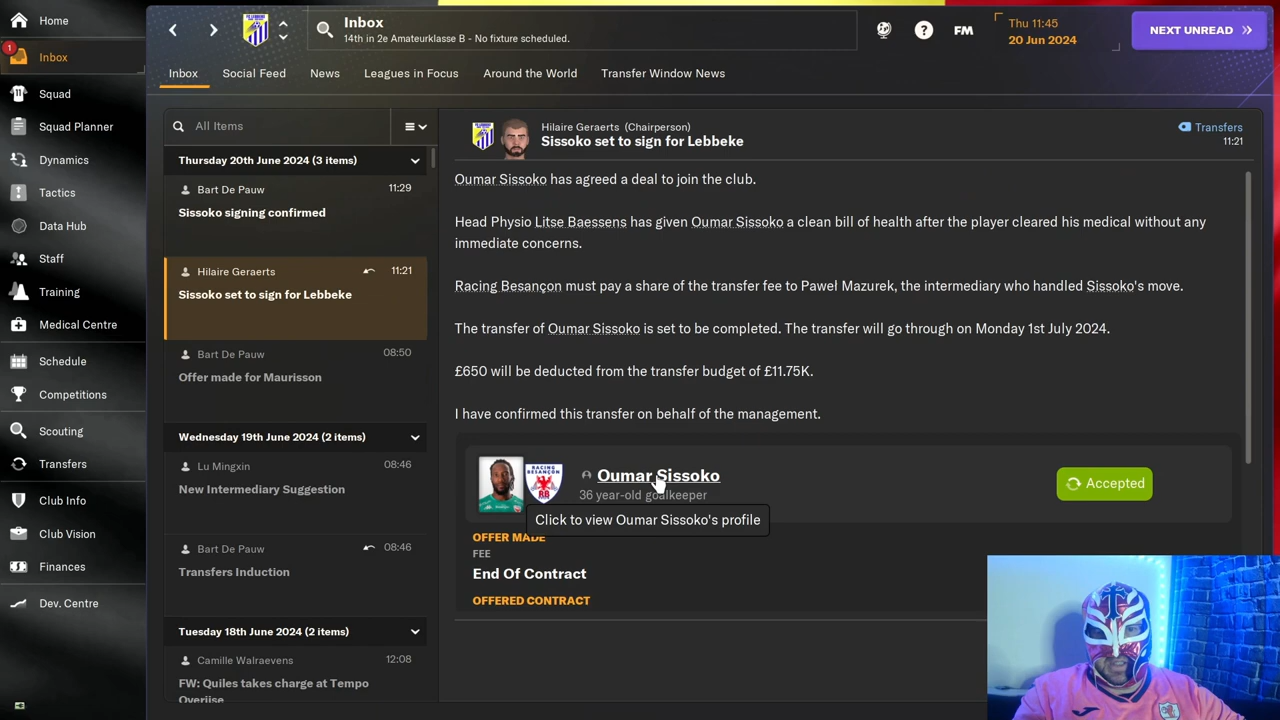 Home
Inbox
14th in 2e Amateurklasse B - No fixture scheduled.
FM
Thu 11:45
20 Jun 2024
NEXT UNREAD
1
Inbox
Squad
Squad Planner
Dynamics
Tactics
Data Hub
Staff
Training
Medical Centre
Schedule
Competitions
Scouting
Transfers
Club Info
Club Vision
Finances
Dev. Centre
Inbox
Social Feed
News
Leagues in Focus
Around the World
Transfer Window News
All Items
Thursday 20th June 2024 (3 items)
Bart De Pauw 11:29
Sissoko signing confirmed
Hilaire Geraerts 11:21
Sissoko set to sign for Lebbeke
Bart De Pauw 08:50
Offer made for Maurisson
Wednesday 19th June 2024 (2 items)
Lu Mingxin 08:46
New Intermediary Suggestion
Bart De Pauw 08:46
Transfers Induction
Tuesday 18th June 2024 (2 items)
Camille Walraevens 12:08
FW: Quiles takes charge at Tempo
Overijse
Hilaire Geraerts (Chairperson)
Sissoko set to sign for Lebbeke
Transfers
11:21
Oumar Sissoko has agreed a deal to join the club.
Head Physio Litse Baessens has given Oumar Sissoko a clean bill of health after the player cleared his medical without any
immediate concerns.
Racing Besançon must pay a share of the transfer fee to Pawel Mazurek, the intermediary who handled Sissoko's move.
The transfer of Oumar Sissoko is set to be completed. The transfer will go through on Monday 1st July 2024.
£650 will be deducted from the transfer budget of £11.75K.
I have confirmed this transfer on behalf of the management.
RACING
BESANÇON
Oumar Sissoko
36 year-old goalkeeper
Accepted
Click to view Oumar Sissoko's profile
OFFER MADE
FEE
End Of Contract
OFFERED CONTRACT